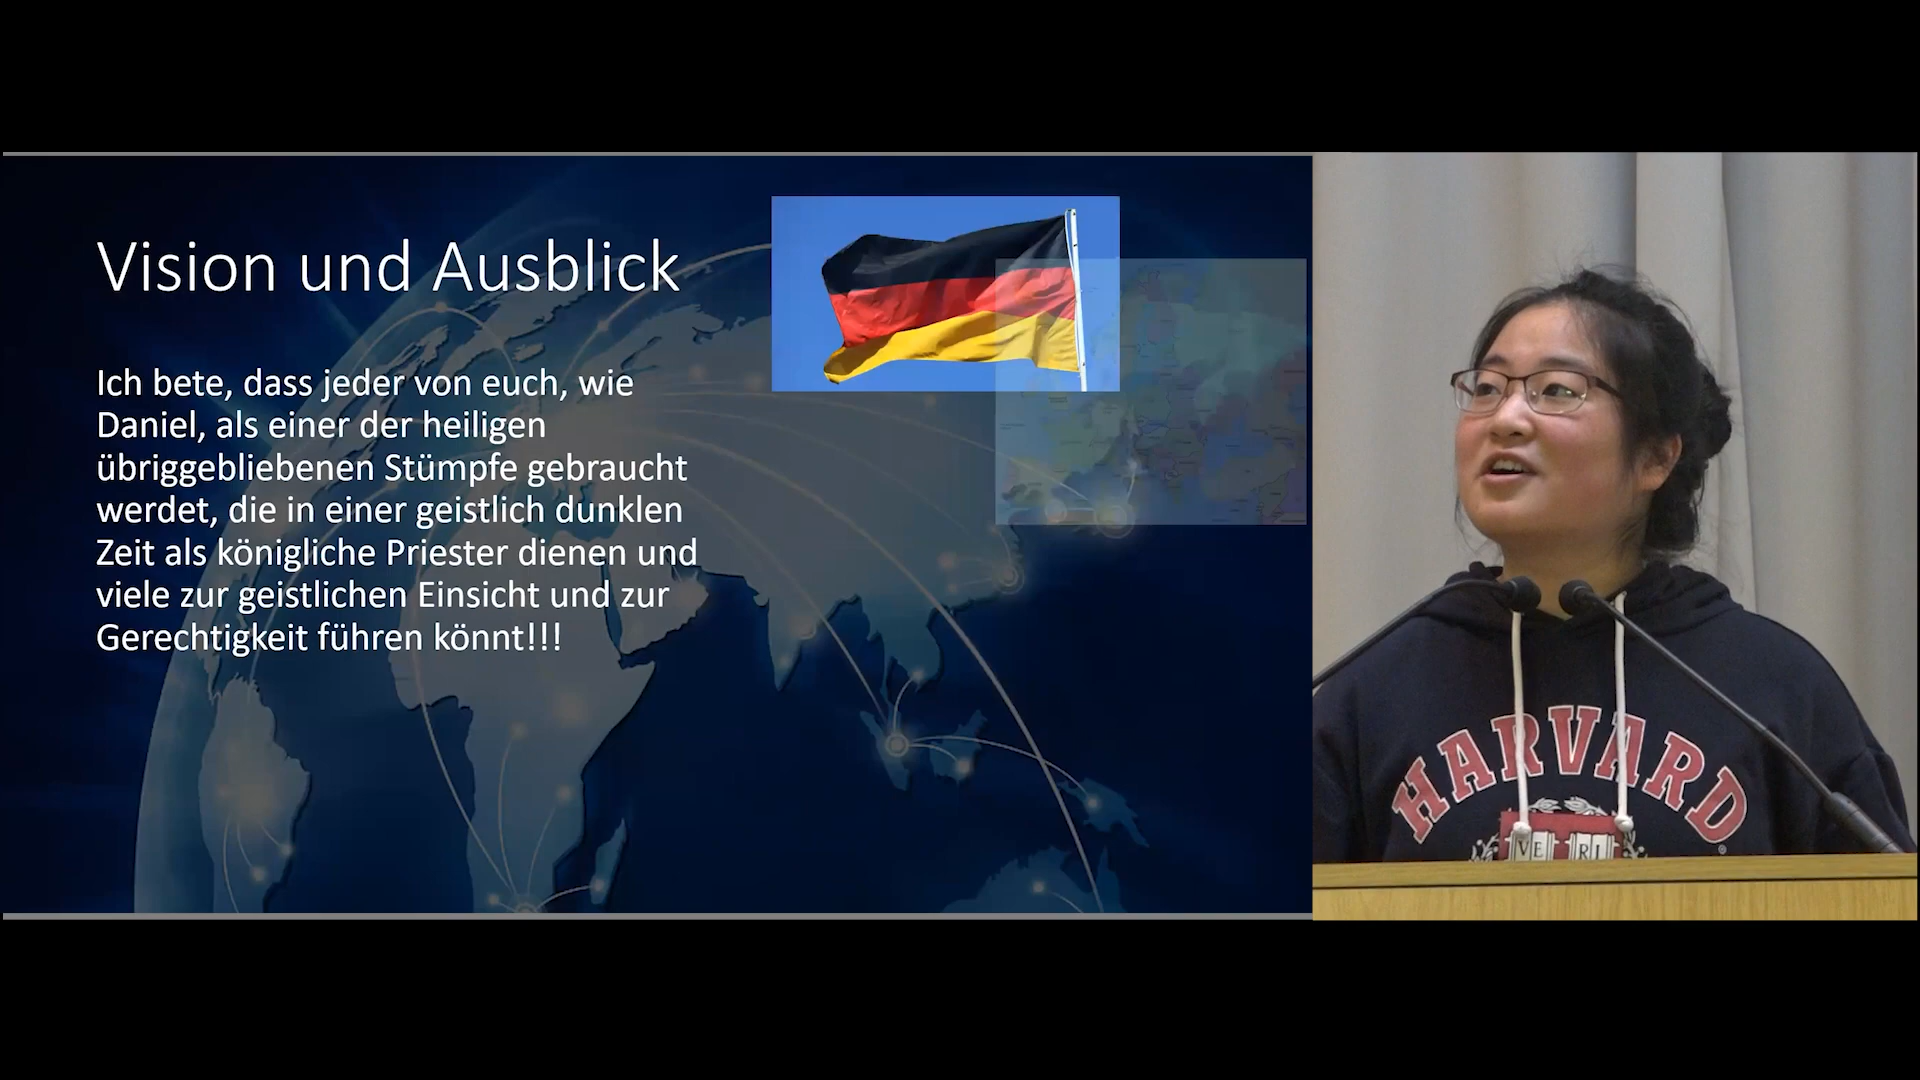 Vision und Ausblick
Ich bete, dass jeder von euch, wie
Daniel, als einer der heiligen
übriggebliebenen Stümpfe gebraucht
werdet, die in einer geistlich dunklen
Zeit als königliche Priester dienen und
viele zur geistlichen Einsicht und zur
Gerechtigkeit führen könnt!!!
HARVARD
VE RI